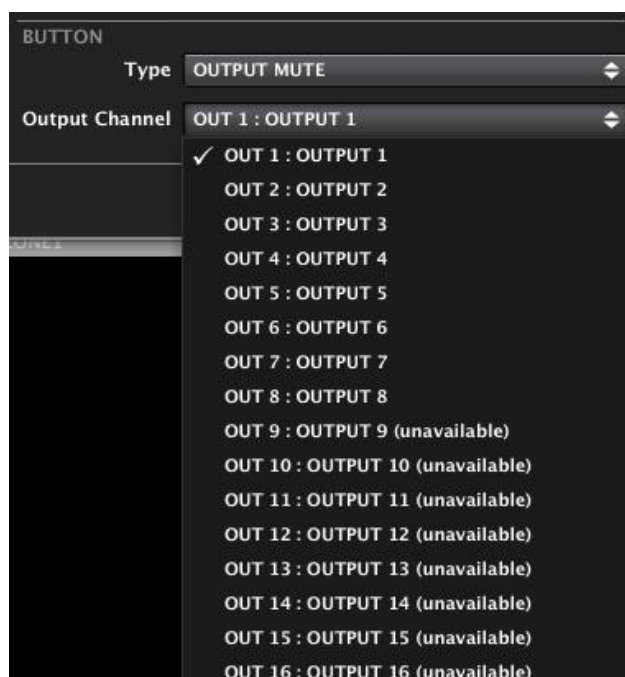 BUTTON
Type OUTPUT MUTE
Output Channel OUT 1 : OUTPUT 1
✓ OUT 1 : OUTPUT 1
OUT 2 : OUTPUT 2
OUT 3 : OUTPUT 3
OUT 4 : OUTPUT 4
OUT 5 : OUTPUT 5
OUT 6 : OUTPUT 6
OUT 7 : OUTPUT 7
OUT 8 : OUTPUT 8
OUT 9 : OUTPUT 9 (unavailable)
OUT 10 : OUTPUT 10 (unavailable)
OUT 11 : OUTPUT 11 (unavailable)
OUT 12 : OUTPUT 12 (unavailable)
OUT 13 : OUTPUT 13 (unavailable)
OUT 14 : OUTPUT 14 (unavailable)
OUT 15 : OUTPUT 15 (unavailable)
OUT 16 : OUTPUT 16 (unavailable)